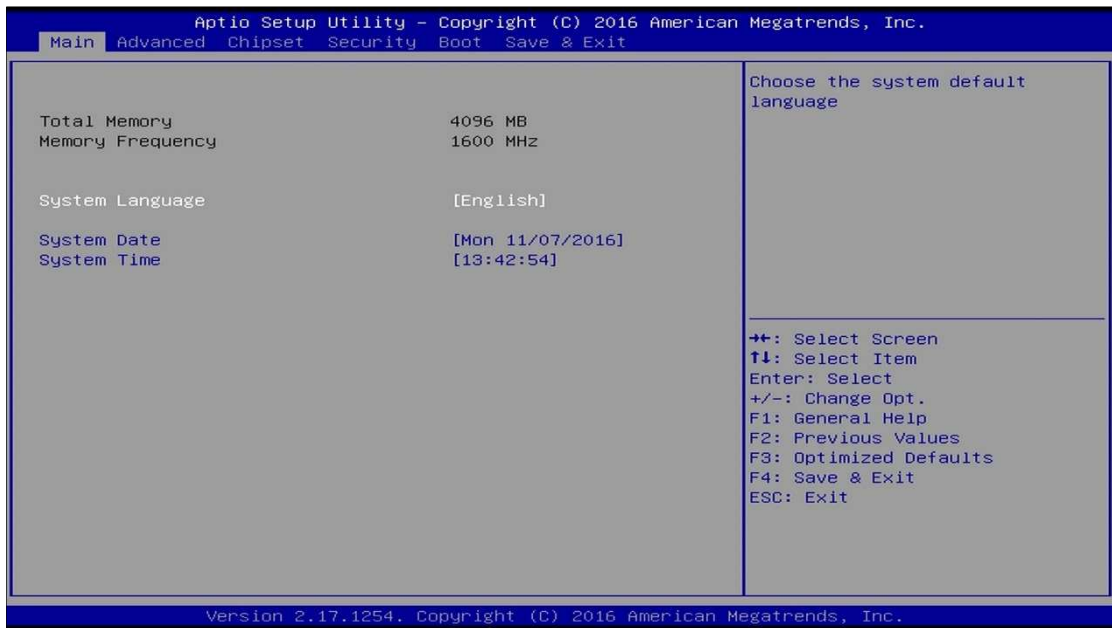 Aptio Setup Utility – Copyright (C) 2016 American Megatrends, Inc.
Main Advanced Chipset Security Boot Save & Exit
Choose the system default
language
Total Memory 4096 MB
Memory Frequency 1600 MHz
System Language [English]
System Date [Mon 11/07/2016]
System Time [13:42:54]
→←: Select Screen
↑↓: Select Item
Enter: Select
+/-: Change Opt.
F1: General Help
F2: Previous Values
F3: Optimized Defaults
F4: Save & Exit
ESC: Exit
Version 2.17.1254. Copyright (C) 2016 American Megatrends, Inc.